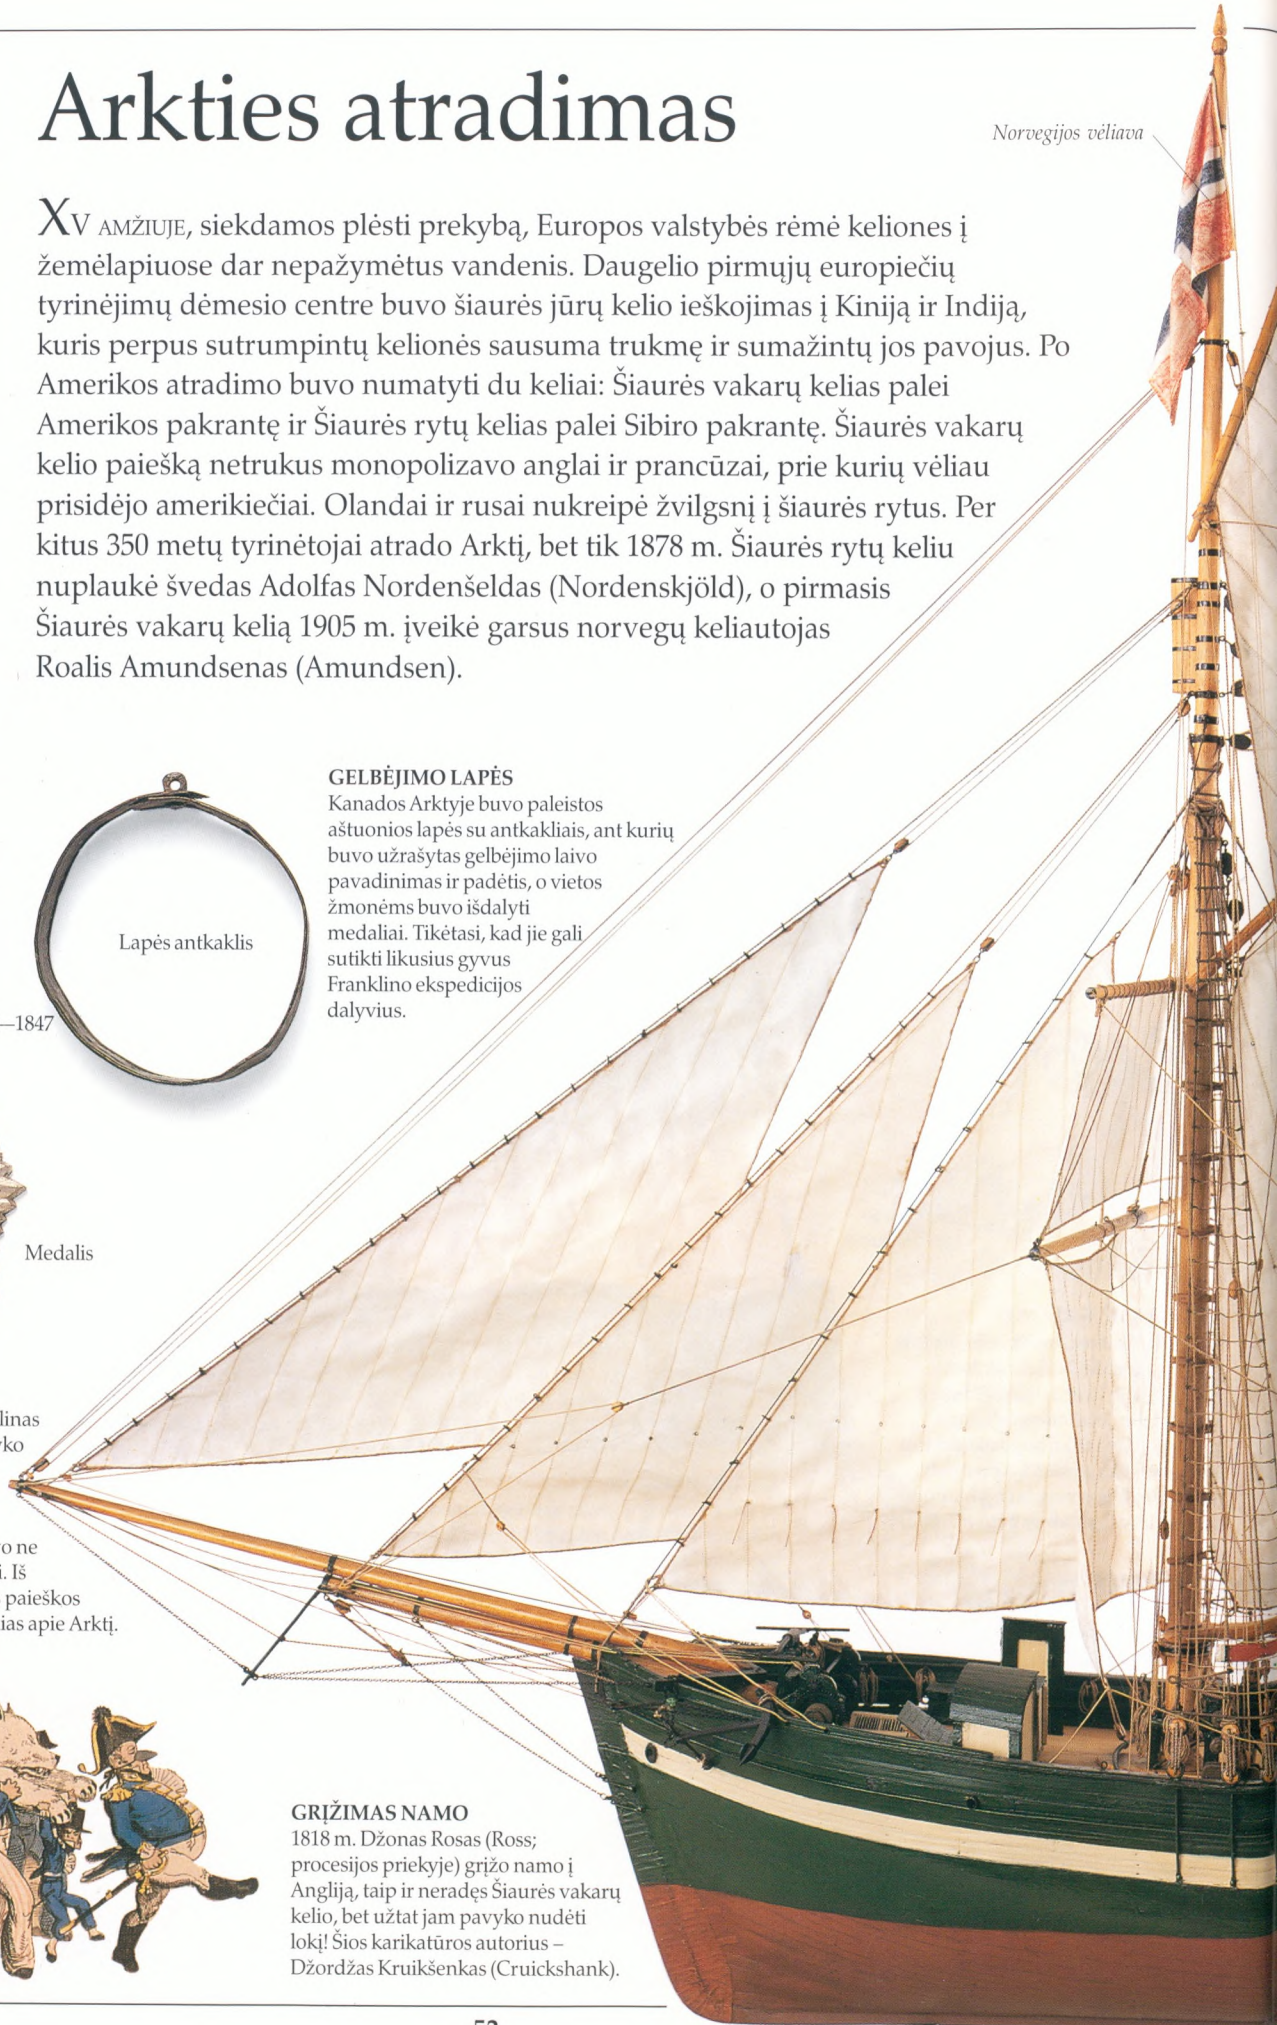 Arkties atradimas
Norvegijos vėliava
XV AMŽIUJE, siekdamos plėsti prekybą, Europos valstybės rėmė keliones į
žemėlapiuose dar nepažymėtus vandenis. Daugelio pirmųjų europiečių
tyrinėjimų dėmesio centre buvo šiaurės jūrų kelio ieškojimas į Kiniją ir Indiją,
kuris perpus sutrumpintų kelionės sausuma trukmę ir sumažintų jos pavojus. Po
Amerikos atradimo buvo numatyti du keliai: Šiaurės vakarų kelias palei
Amerikos pakrantę ir Šiaurės rytų kelias palei Sibiro pakrantę. Šiaurės vakarų
kelio paiešką netrukus monopolizavo anglai ir prancūzai, prie kurių vėliau
prisidėjo amerikiečiai. Olandai ir rusai nukreipė žvilgsnį į šiaurės rytus. Per
kitus 350 metų tyrinėtojai atrado Arktį, bet tik 1878 m. Šiaurės rytų keliu
nuplaukė švedas Adolfas Nordenšeldas (Nordenskjöld), o pirmasis
Šiaurės vakarų kelią 1905 m. įveikė garsus norvegų keliautojas
Roalis Amundsenas (Amundsen).
GELBĖJIMO LAPĖS
Kanados Arktyje buvo paleistos
aštuonios lapės su antkakliais, ant kurių
buvo užrašytas gelbėjimo laivo
pavadinimas ir padėtis, o vietos
žmonėms buvo išdalyti
medaliai. Tikėtasi, kad jie gali
sutikti likusius gyvus
Franklino ekspedicijos
dalyvius.
Lapės antkaklis
—1847
Medalis
linas
ko
o ne
i. Iš
paieškos
ias apie Arktį.
GRĮŽIMAS NAMO
1818 m. Džonas Rosas (Ross;
procesijos priekyje) grįžo namo į
Angliją, taip ir neradęs Šiaurės vakarų
kelio, bet užtat jam pavyko nudėti
lokį! Šios karikatūros autorius –
Džordžas Kruikšenkas (Cruickshank).